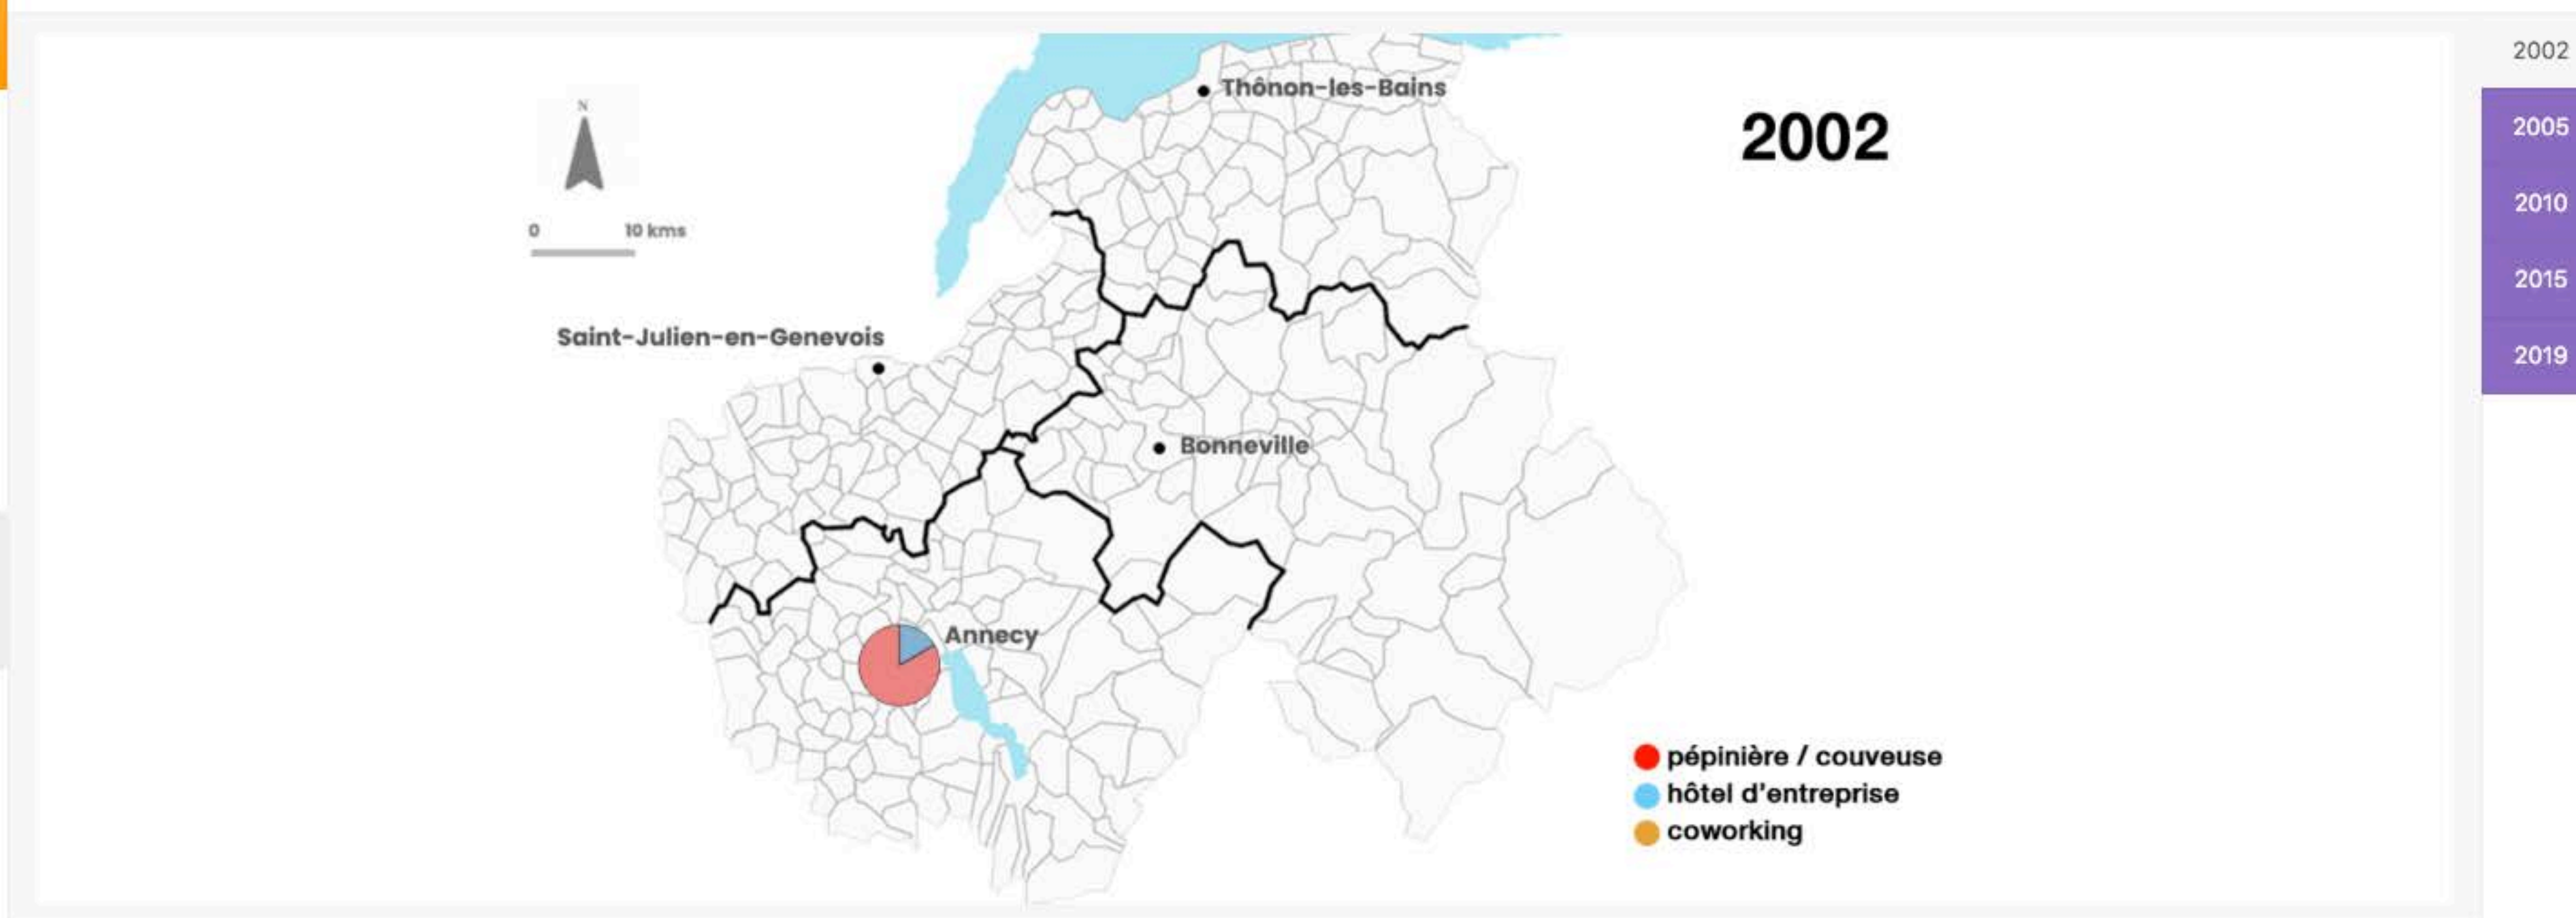 2002
Thônon-les-Bains
2002
N
2005
2010
0 10 kms
2015
Saint-Julien-en-Genevois
2019
Bonneville
Annecy
pépinière / couveuse
hôtel d'entreprise
coworking